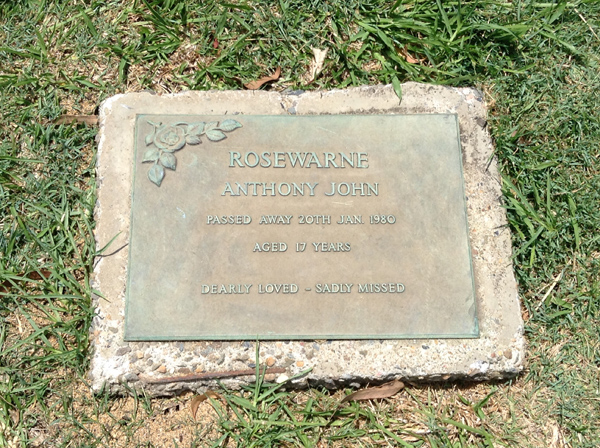 ROSEWARNE
ANTHONY JOHN
PASSED AWAY 20TH JAN. 1980
AGED 17 YEARS
DEARLY LOVED – SADLY MISSED